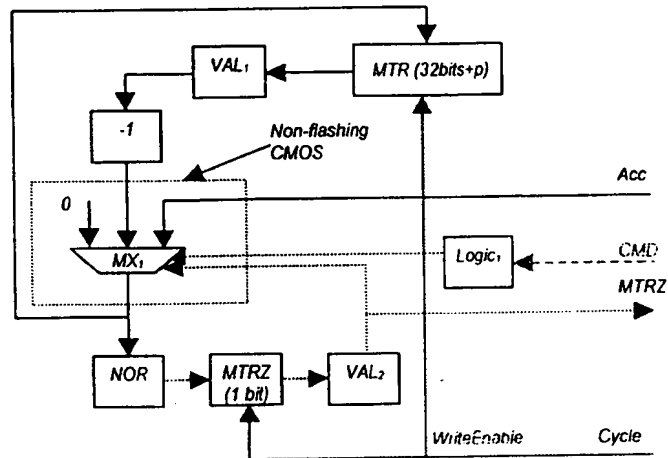 VAL₁
MTR (32bits+p)
-1
Non-flashing
CMOS
Acc
0
MX₁
Logic₁
CMD
MTRZ
NOR
MTRZ
(1 bit)
VAL₂
WriteEnable
Cycle